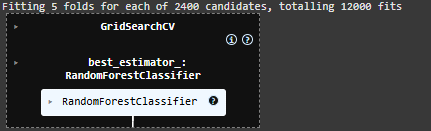 Fitting 5 folds for each of 2400 candidates, totalling 12000 fits
GridSearchCV
i ?
best_estimator_:
RandomForestClassifier
RandomForestClassifier ?